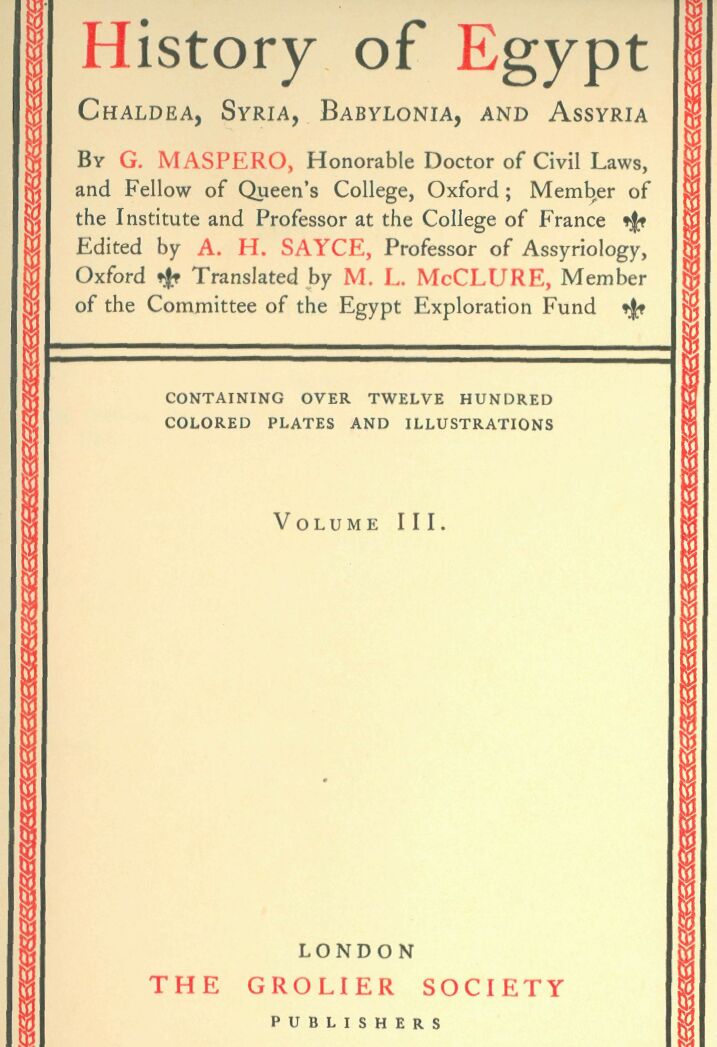 History of Egypt
CHALDEA, SYRIA, BABYLONIA, AND ASSYRIA
By G. MASPERO, Honorable Doctor of Civil Laws,
and Fellow of Queen's College, Oxford; Member of
the Institute and Professor at the College of France
Edited by A. H. SAYCE, Professor of Assyriology,
Oxford Translated by M. L. McCLURE, Member
of the Committee of the Egypt Exploration Fund
CONTAINING OVER TWELVE HUNDRED
COLORED PLATES AND ILLUSTRATIONS
VOLUME III.
LONDON
THE GROLIER SOCIETY
PUBLISHERS